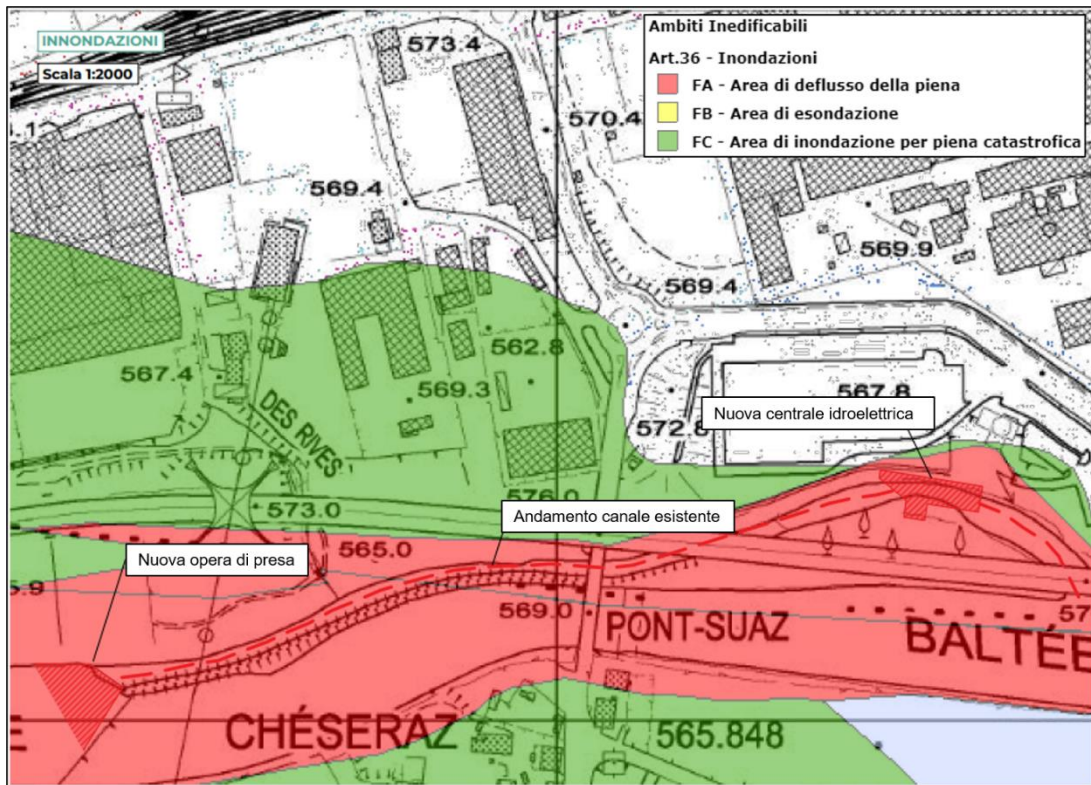 INNONDAZIONI
Scala 1:2000
Ambiti Inedificabili
Art.36 - Inondazioni
FA - Area di deflusso della piena
FB - Area di esondazione
FC - Area di inondazione per piena catastrofica
573.4
570.4
569.4
569.9
569.4
562.8
567.4
569.3
567.8
Nuova centrale idroelettrica
572.8
DES RIVES
576.0
573.0
Andamento canale esistente
565.0
Nuova opera di presa
569.0
PONT-SUAZ
BALTÉE
CHÉSERAZ
565.848